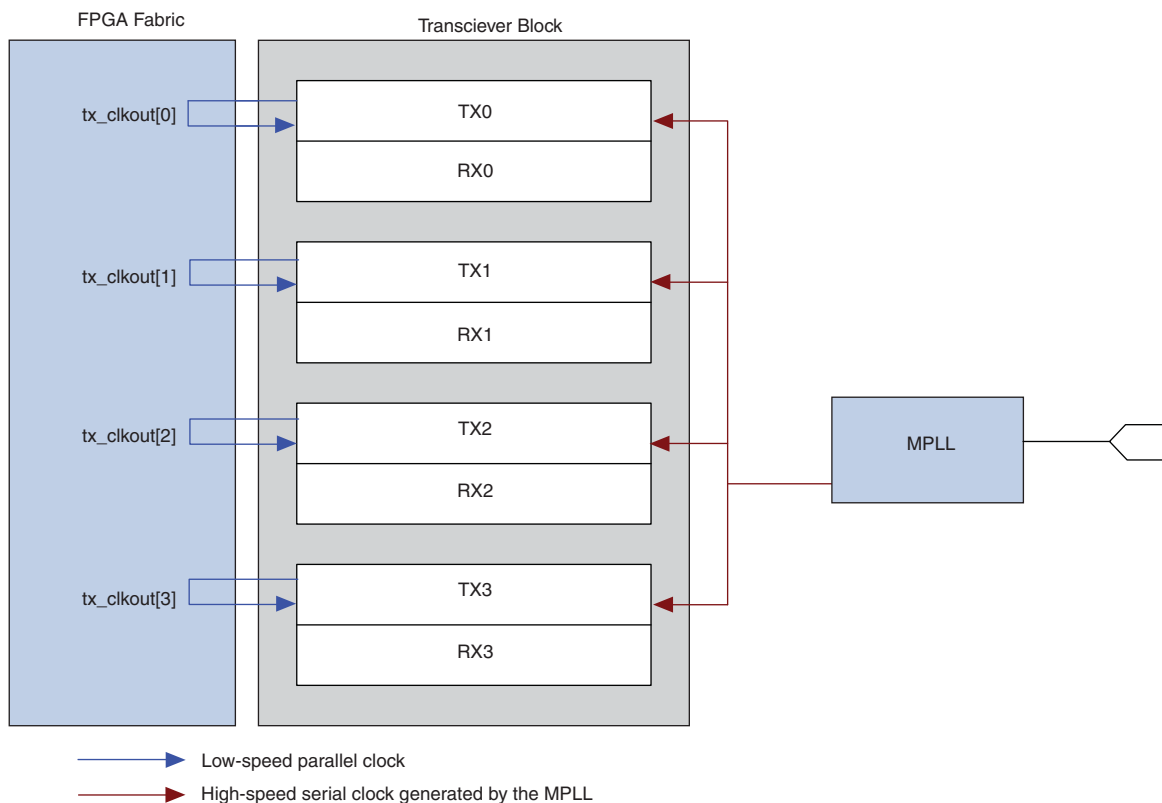 FPGA Fabric
Transciever Block
tx_clkout[0]
TX0
RX0
tx_clkout[1]
TX1
RX1
tx_clkout[2]
TX2
RX2
MPLL
tx_clkout[3]
TX3
RX3
Low-speed parallel clock
High-speed serial clock generated by the MPLL